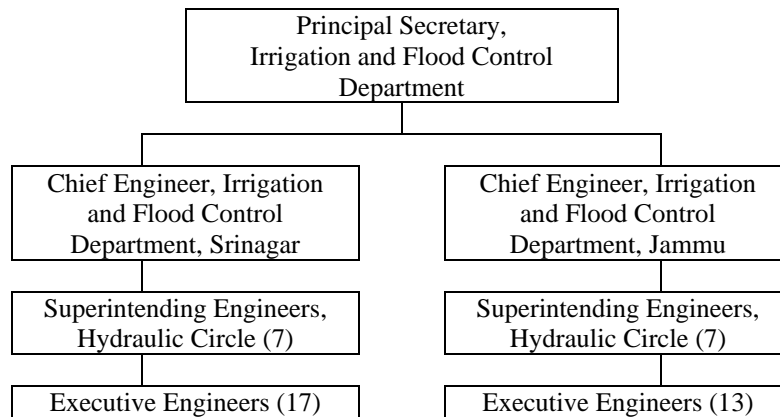 Principal Secretary,
Irrigation and Flood Control
Department
Chief Engineer, Irrigation
and Flood Control
Department, Srinagar
Chief Engineer, Irrigation
and Flood Control
Department, Jammu
Superintending Engineers,
Hydraulic Circle (7)
Superintending Engineers,
Hydraulic Circle (7)
Executive Engineers (17)
Executive Engineers (13)